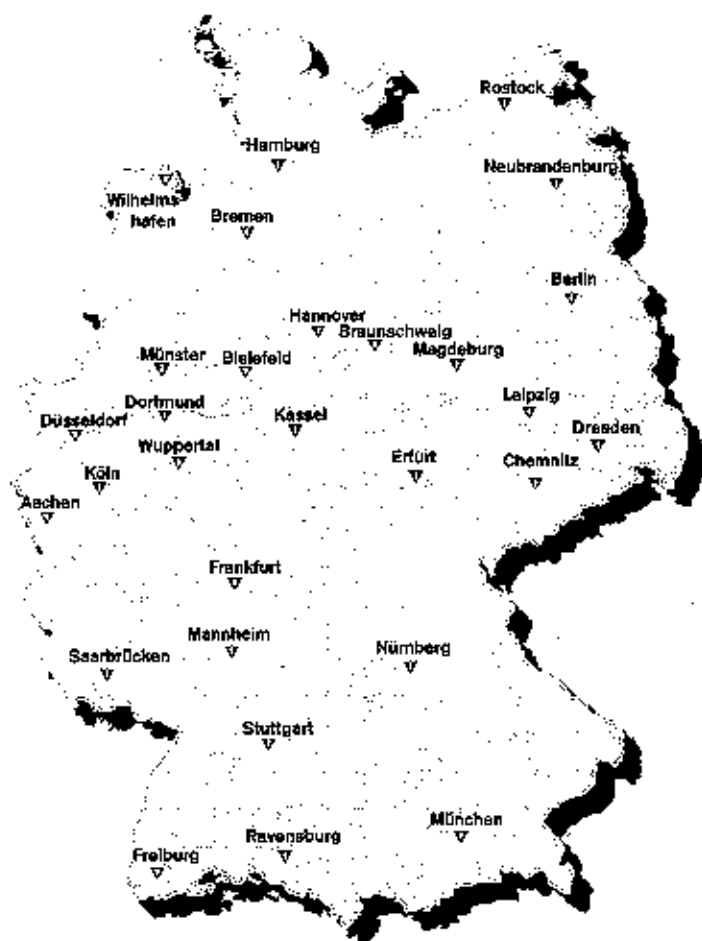 Rostock
Hamburg
Neubrandenburg
Wilhelms-
hafen
Bremen
Berlin
Hannover
Braunschweig
Magdeburg
Münster
Bielefeld
Leipzig
Dortmund
Kassel
Düsseldorf
Dresden
Wuppertal
Erfurt
Chemnitz
Köln
Aachen
Frankfurt
Mannheim
Nürnberg
Saarbrücken
Stuttgart
München
Ravensburg
Freiburg